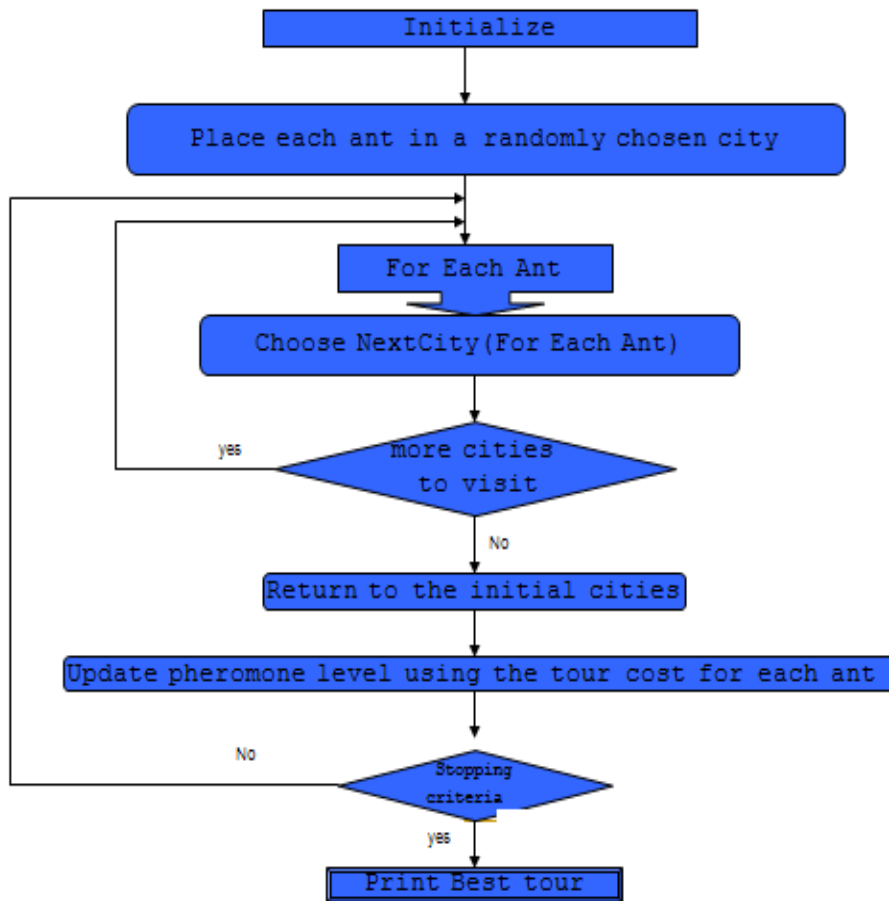 Initialize
Place each ant in a randomly chosen city
For Each Ant
Choose NextCity(For Each Ant)
yes
more cities
to visit
No
Return to the initial cities
Update pheromone level using the tour cost for each ant
No
Stopping
criteria
yes
Print Best tour